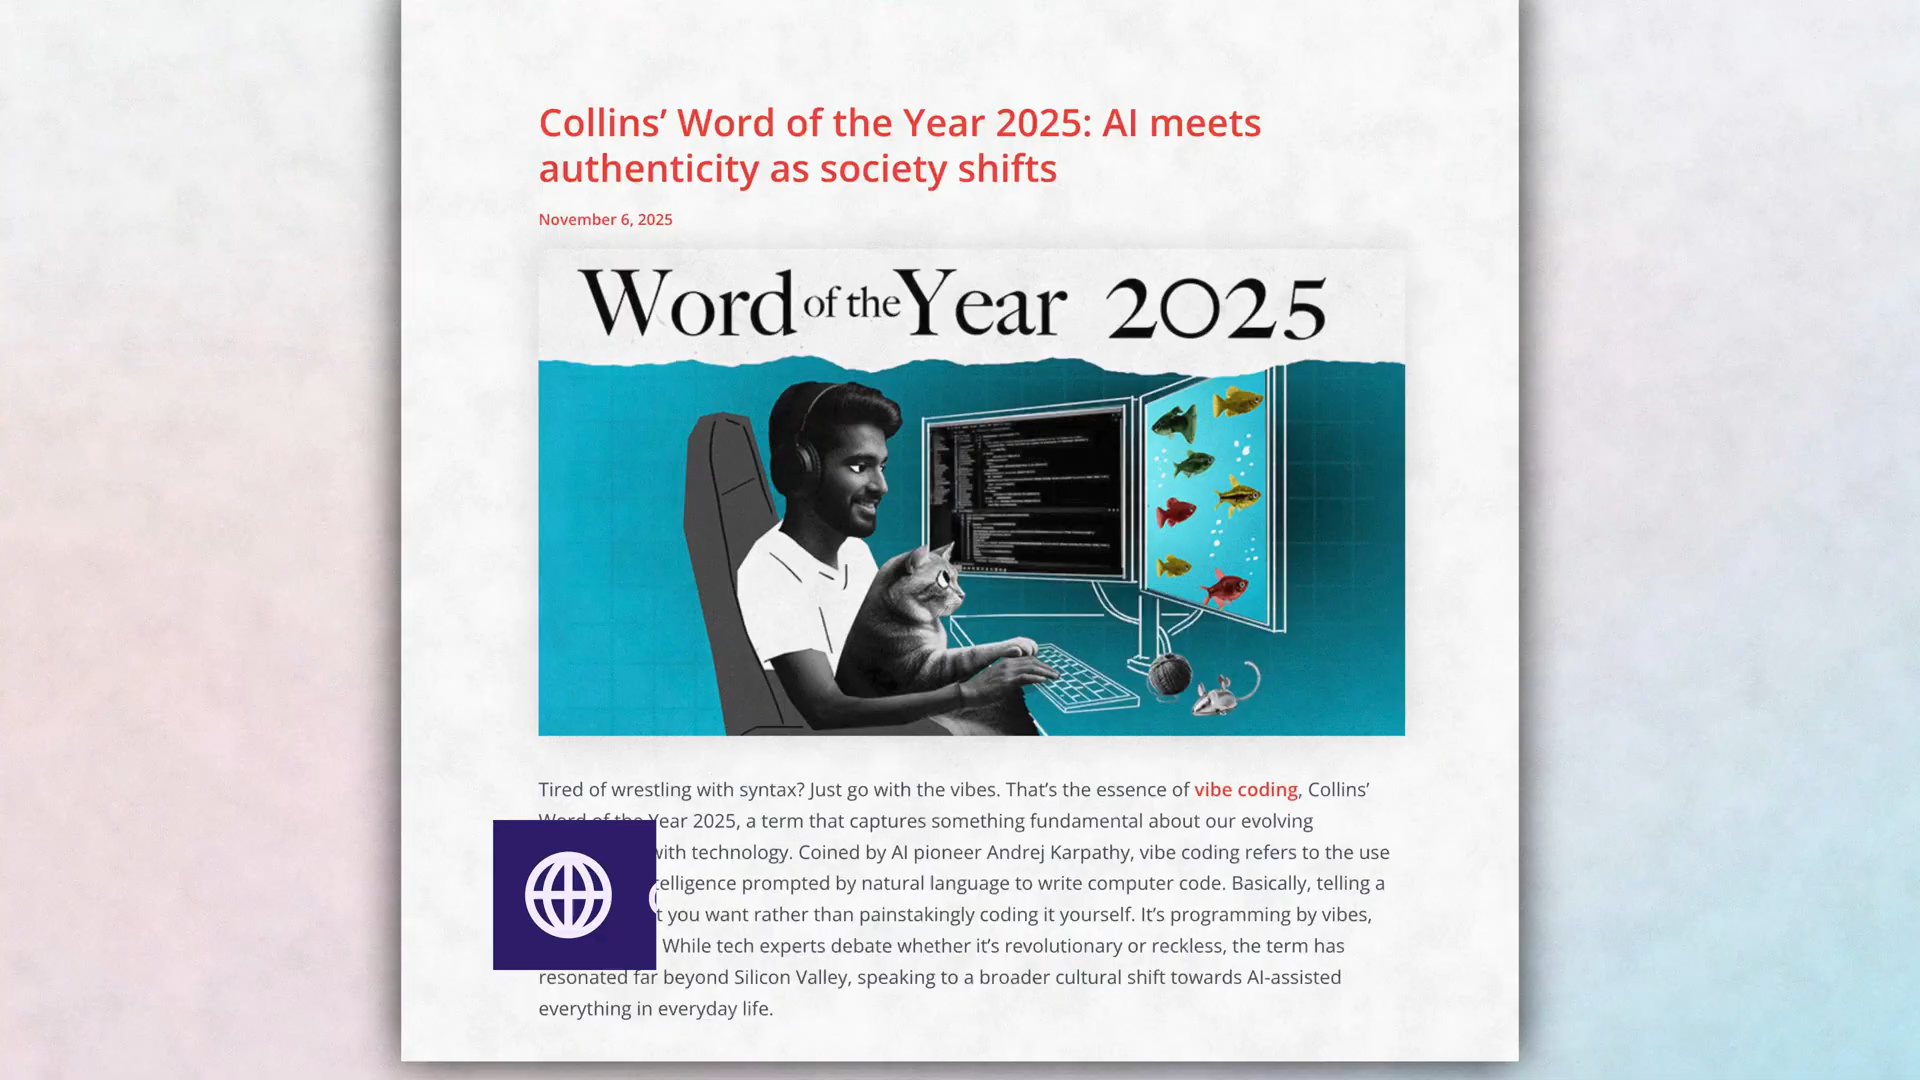 Collins’ Word of the Year 2025: AI meets
authenticity as society shifts
November 6, 2025
Word of the Year 2025
Tired of wrestling with syntax? Just go with the vibes. That’s the essence of vibe coding, Collins’
Word of the Year 2025, a term that captures something fundamental about our evolving
with technology. Coined by AI pioneer Andrej Karpathy, vibe coding refers to the use
telligence prompted by natural language to write computer code. Basically, telling a
t you want rather than painstakingly coding it yourself. It’s programming by vibes,
While tech experts debate whether it’s revolutionary or reckless, the term has
resonated far beyond Silicon Valley, speaking to a broader cultural shift towards AI-assisted
everything in everyday life.